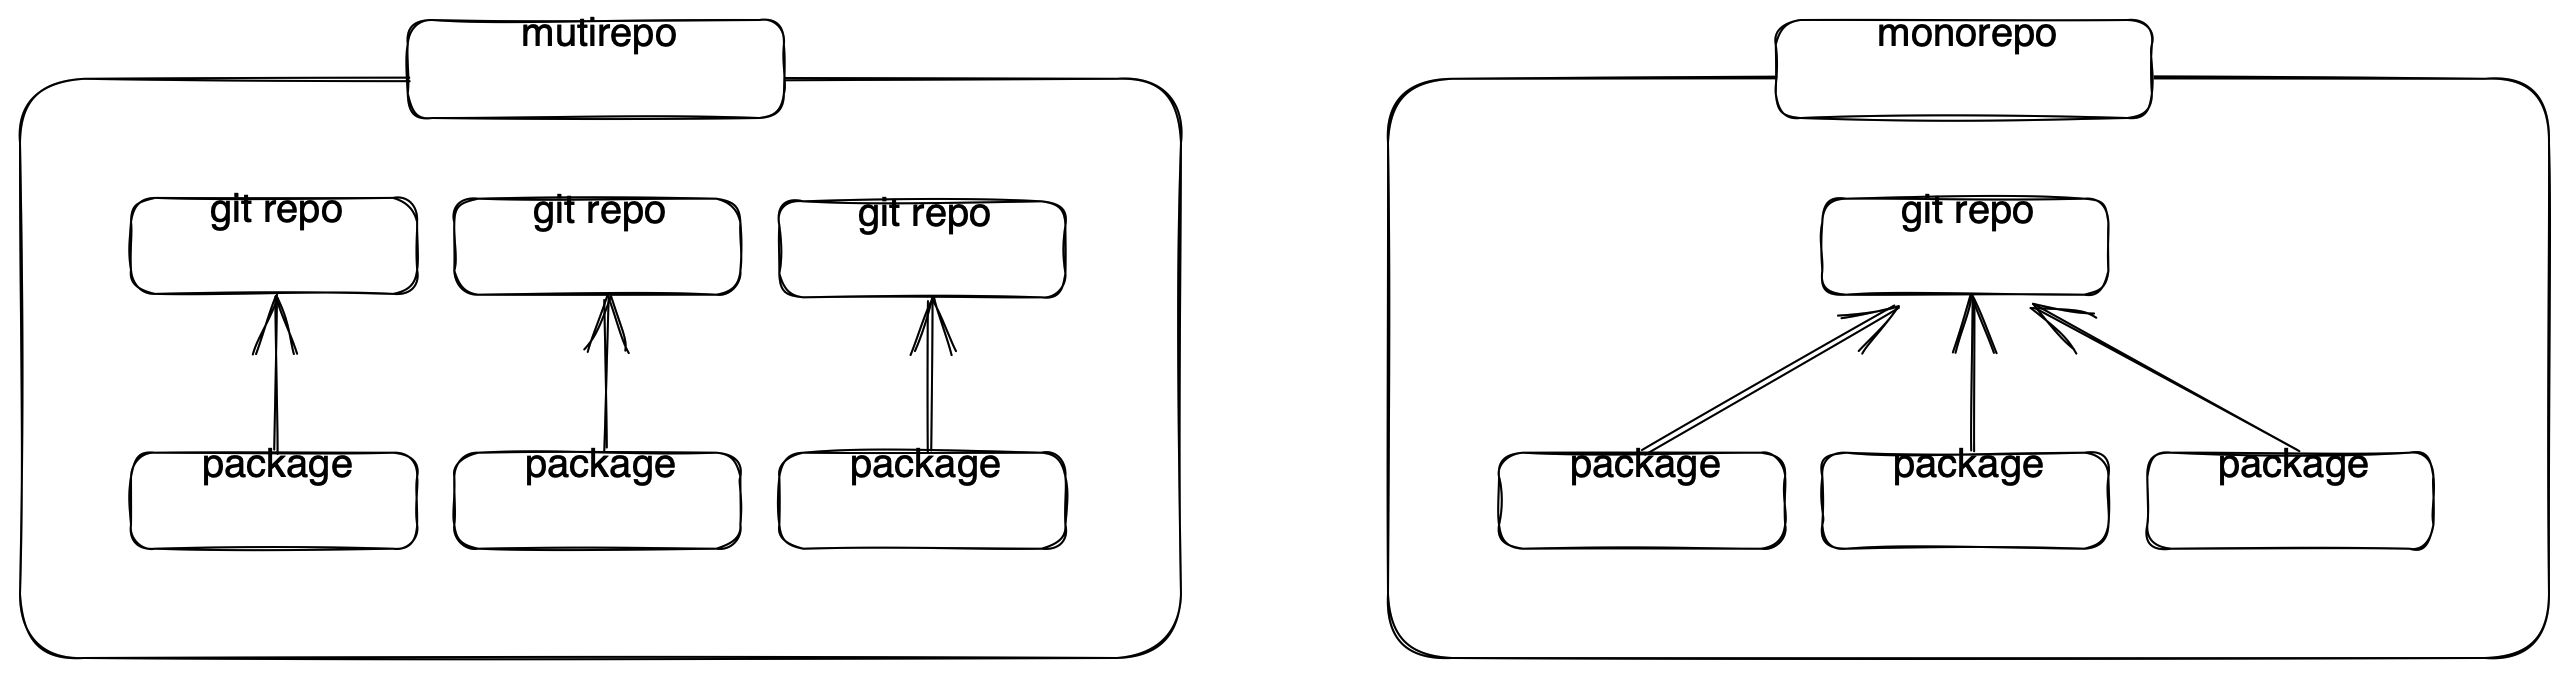 mutirepo
monorepo
git repo
git repo
git repo
git repo
package
package
package
package
package
package